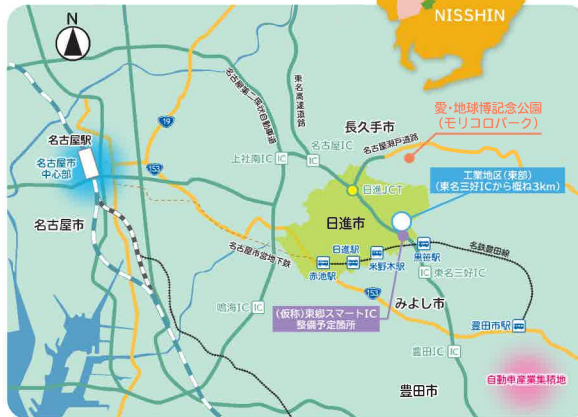 NISSHIN
N
19
名古屋第二環状自動車道
東名高速道路
愛・地球博記念公園
(モリコロパーク)
長久手市
名古屋駅
名古屋IC
IC
名古屋瀬戸道路
153
上社南IC
IC
名古屋市
中心部
工業地区(東部)
(東名三好ICから概ね3km)
日進JCT
名古屋市
日進市
名古屋市営地下鉄
日進駅
黒笹駅
名鉄豊田線
赤池駅
米野木駅
IC
東名三好IC
153
みよし市
鳴海IC
IC
(仮称)東郷スマートIC
整備予定箇所
豊田市駅
豊田IC
IC
自動車産業集積地
豊田市